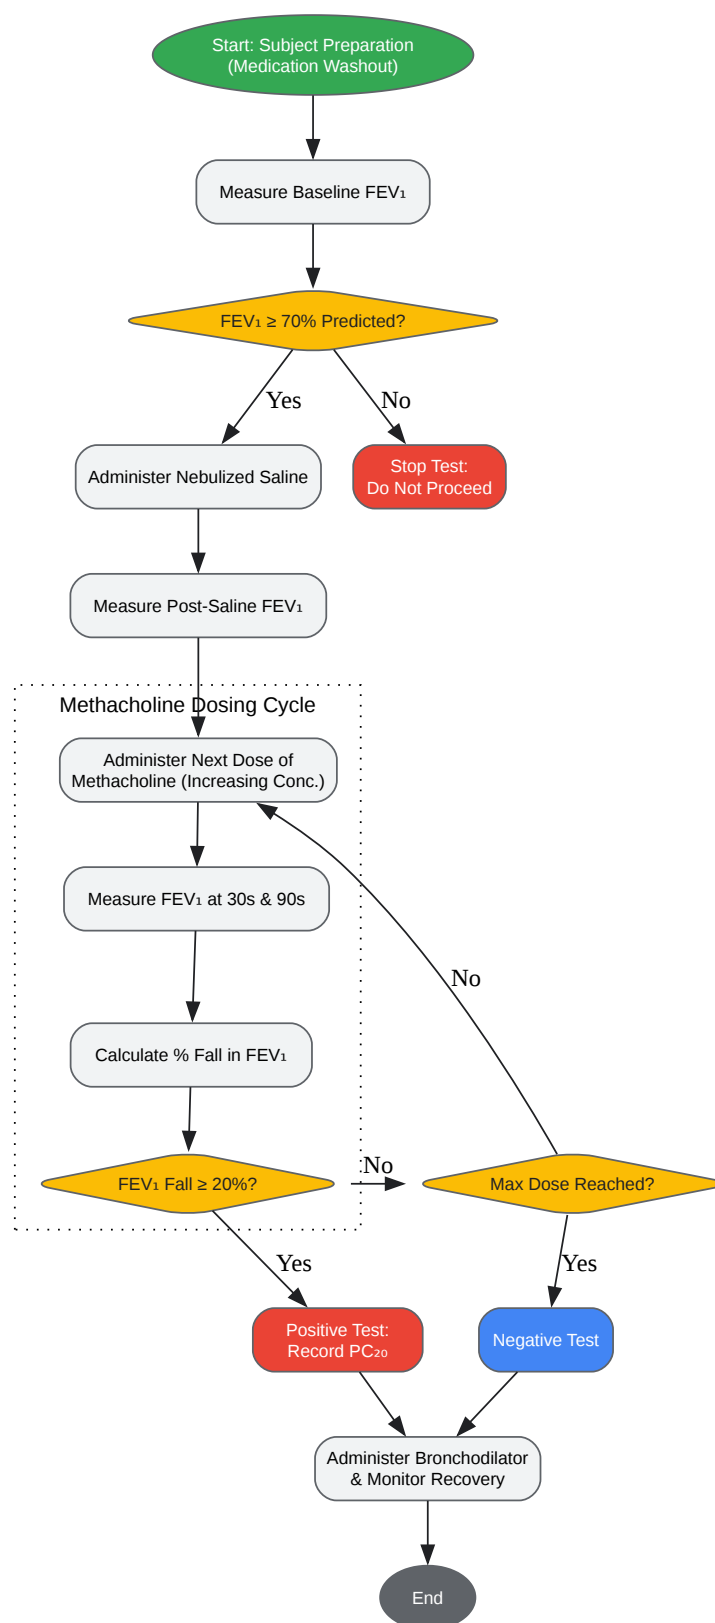 Start: Subject Preparation
(Medication Washout)
Measure Baseline FEV₁
FEV₁ ≥ 70% Predicted?
Yes
No
Administer Nebulized Saline
Stop Test:
Do Not Proceed
Measure Post-Saline FEV₁
Methacholine Dosing Cycle
Administer Next Dose of
Methacholine (Increasing Conc.)
Measure FEV₁ at 30s & 90s
No
Calculate % Fall in FEV₁
FEV₁ Fall ≥ 20%?
No
Max Dose Reached?
Yes
Yes
Positive Test:
Record PC₂₀
Negative Test
Administer Bronchodilator
& Monitor Recovery
End